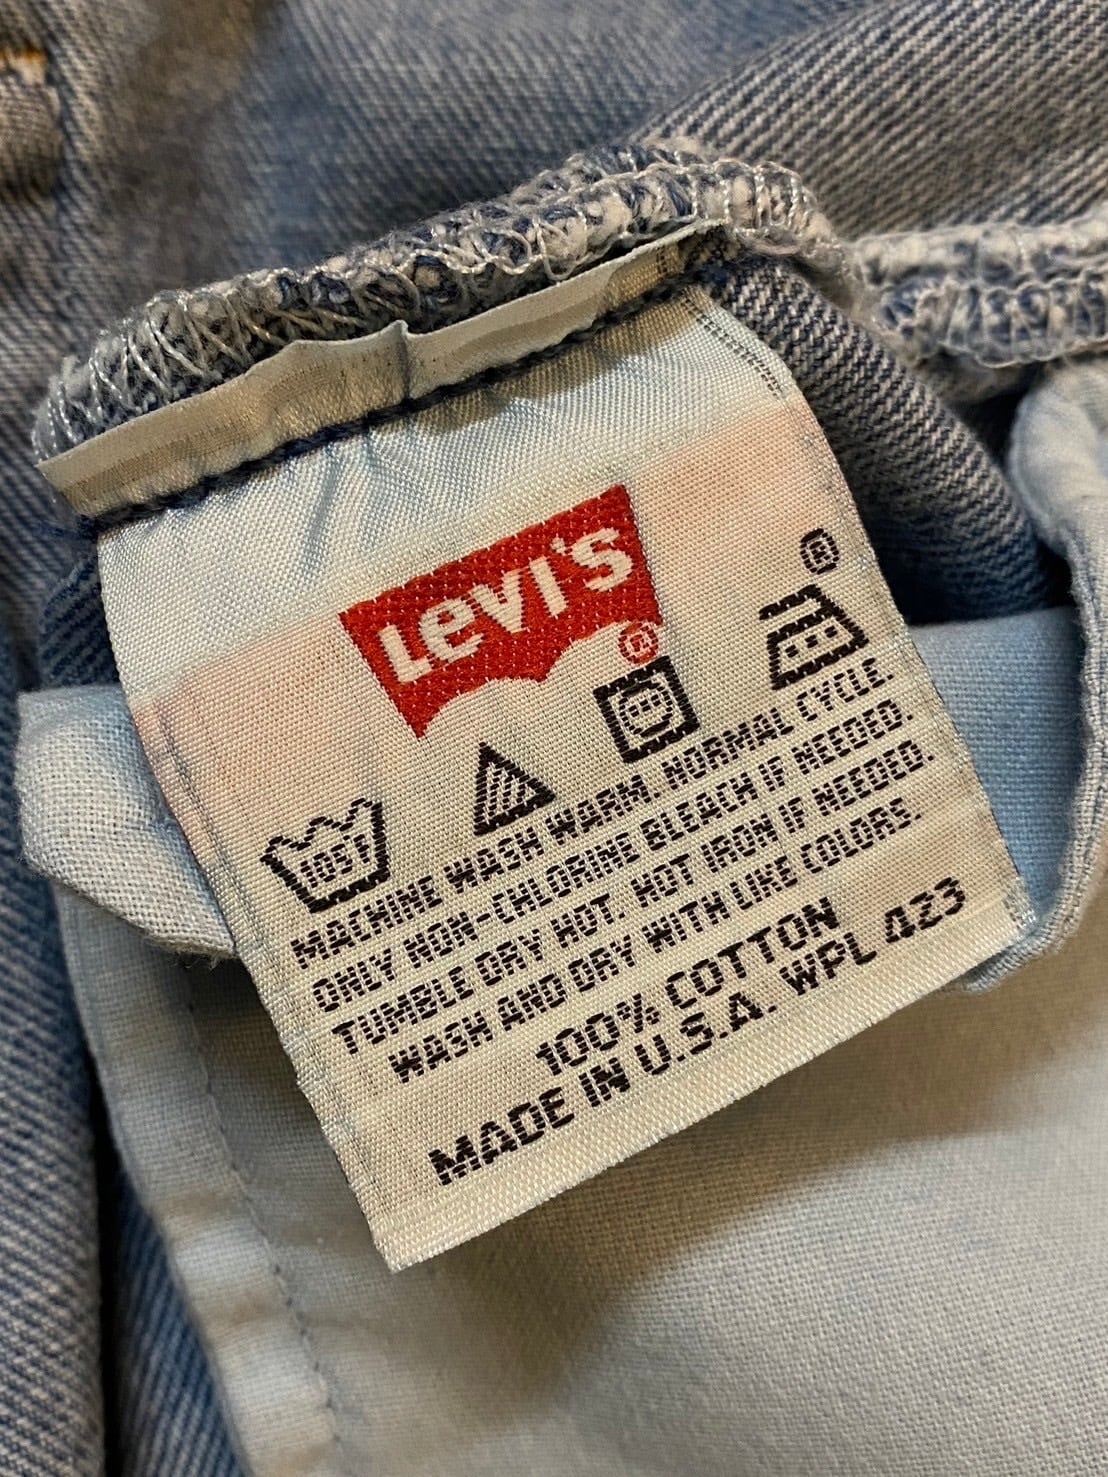 Levi's
®
®
105°
MACHINE WASH WARM, NORMAL CYCLE.
ONLY NON-CHLORINE BLEACH IF NEEDED.
TUMBLE DRY HOT. HOT IRON IF NEEDED.
WASH AND DRY WITH LIKE COLORS.
100% COTTON
MADE IN U.S.A. WPL 423